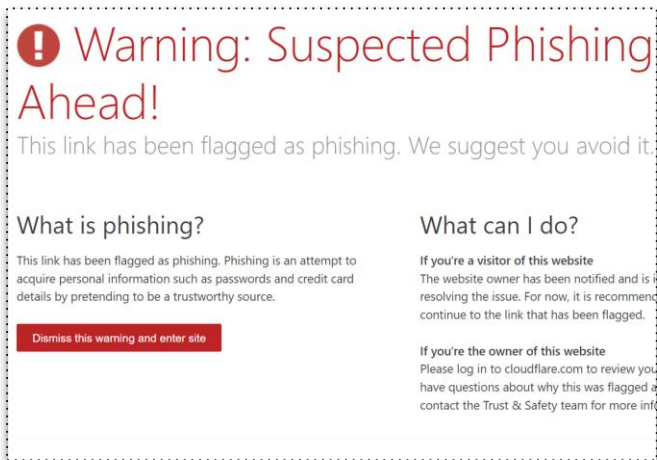 Warning: Suspected Phishing
Ahead!
This link has been flagged as phishing. We suggest you avoid it.
What is phishing?
This link has been flagged as phishing. Phishing is an attempt to
acquire personal information such as passwords and credit card
details by pretending to be a trustworthy source.
Dismiss this warning and enter site
What can I do?
If you're a visitor of this website
The website owner has been notified and is
resolving the issue. For now, it is
continue to the link that has been flagged.
If you're the owner of this website
Please log in to cloudflare.com to review
have questions about why this was flagged
contact the Trust & Safety team for more